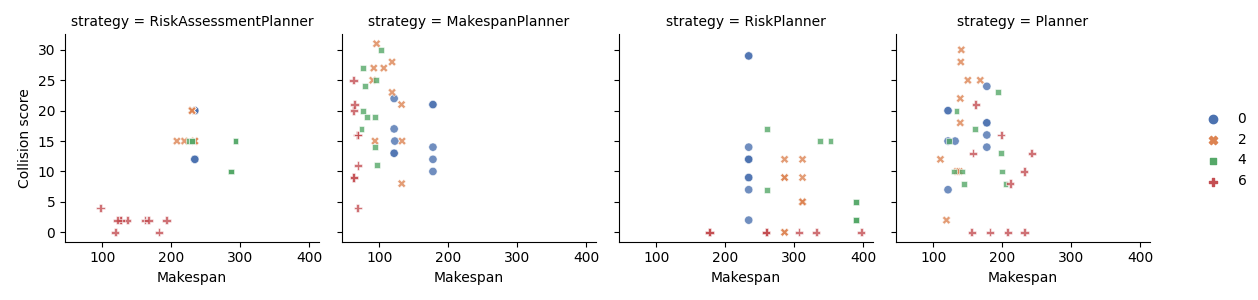 strategy = RiskAssessmentPlanner
strategy = MakespanPlanner
strategy = RiskPlanner
strategy = Planner
Collision score
30
25
20
15
10
5
0
100 200 300 400
100 200 300 400
100 200 300 400
100 200 300 400
Makespan
Makespan
Makespan
Makespan
0
2
4
6